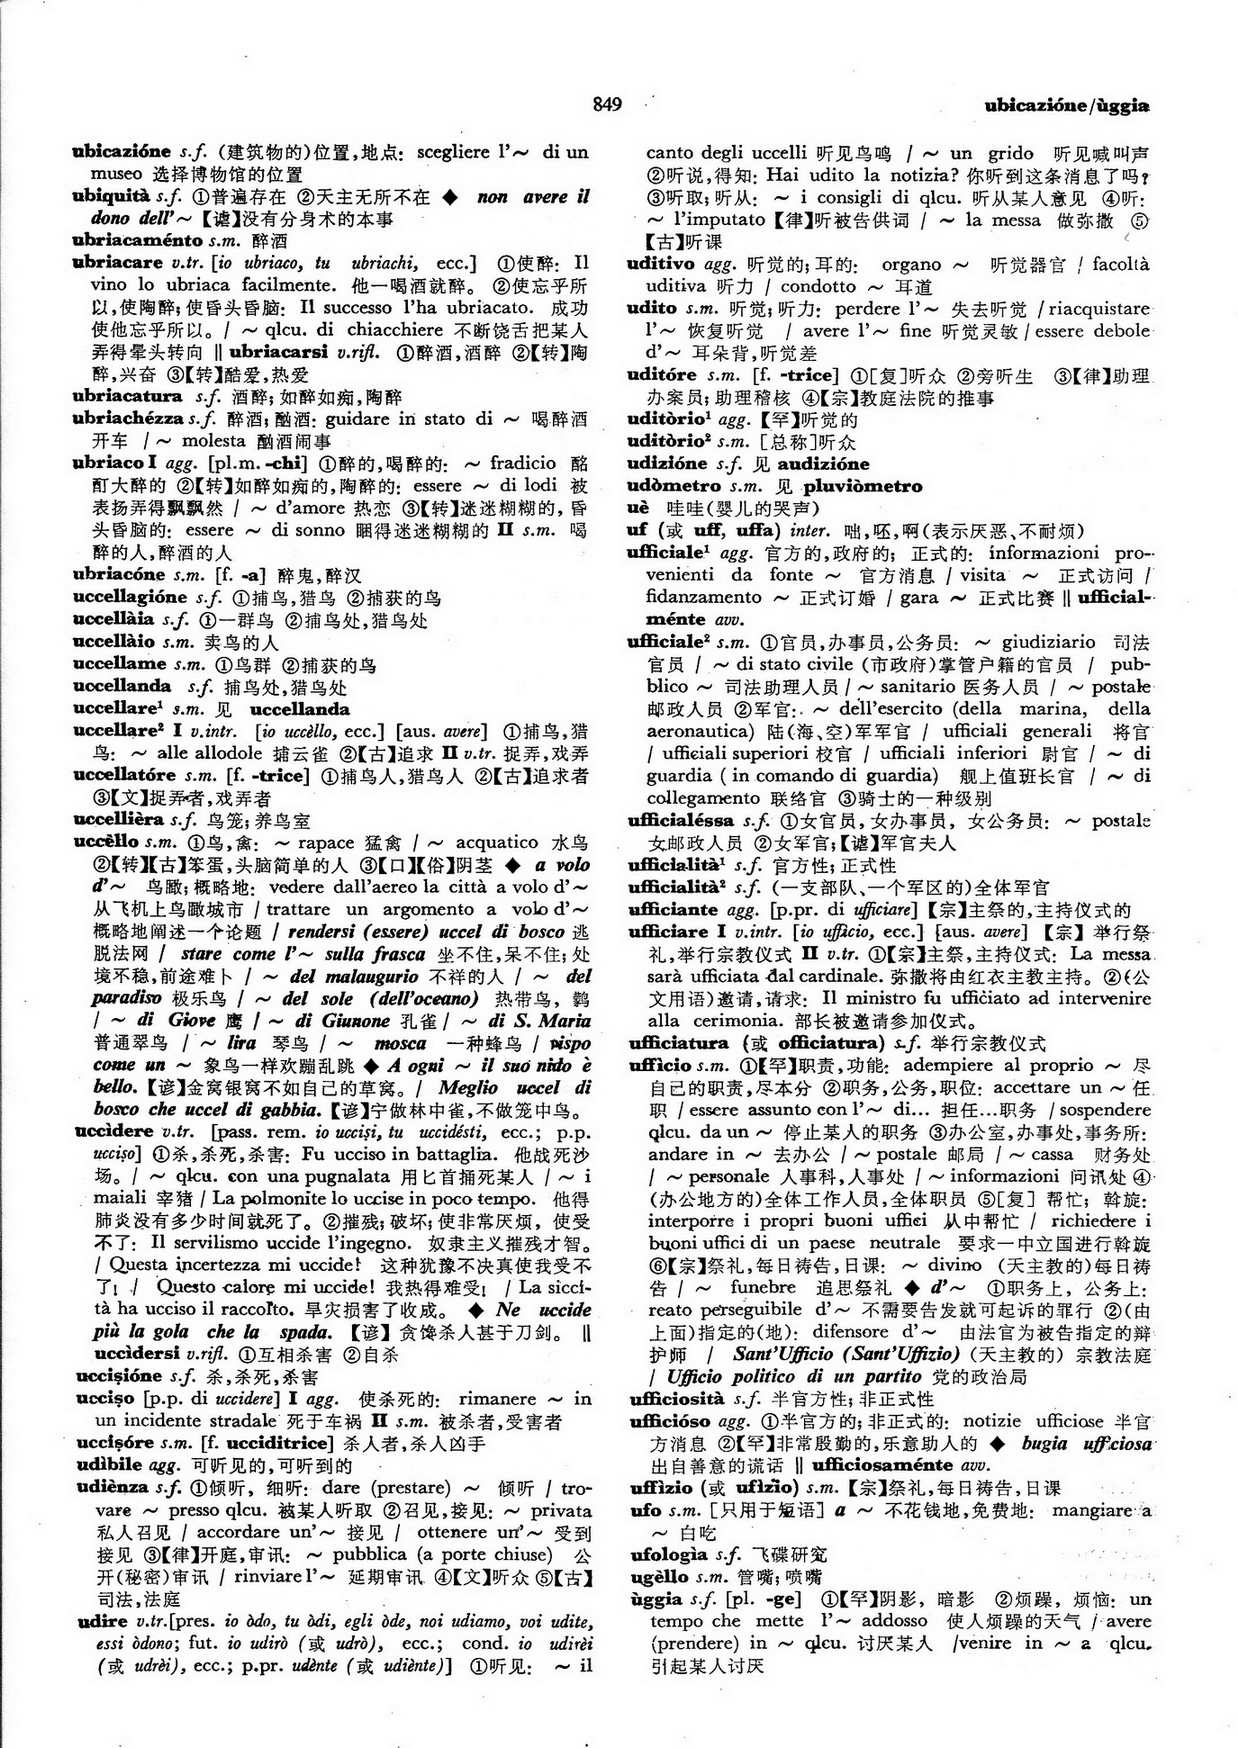 849
ubicazióne/ùggia
ubicazióne s.f. (建筑物的)位置,地点: scegliere l'～ di un
museo 选择博物馆的位置
ubiquità s.f. ①普遍存在 ②天主无所不在 ◆ non avere il
dono dell'～【谑】没有分身术的本事
ubriacaménto s.m. 醉酒
ubriacare v.tr. [io ubriaco, tu ubriachi, ecc.] ①使醉: Il
vino lo ubriaca facilmente. 他一喝酒就醉。 ②使忘乎所
以,使陶醉;使昏头昏脑: Il successo l'ha ubriacato. 成功
使他忘乎所以。/ ～ qlcu. di chiacchiere 不断饶舌把某人
弄得晕头转向 ‖ ubriacarsi v.rifl. ①醉酒,酒醉 ②【转】陶
醉,兴奋 ③【转】酷爱,热爱
ubriacatura s.f. 酒醉;如醉如痴,陶醉
ubriachézza s.f. 醉酒;酗酒: guidare in stato di ～ 喝醉酒
开车 / ～ molesta 酗酒闹事
ubriaco I agg. [pl.m. -chi] ①醉的,喝醉的: ～ fradicio 酩
酊大醉的 ②【转】如醉如痴的,陶醉的: essere ～ di lodi 被
表扬弄得飘飘然 / ～ d'amore 热恋 ③【转】迷迷糊糊的,昏
头昏脑的: essere ～ di sonno 睏得迷迷糊糊的 II s.m. 喝
醉的人,醉酒的人
ubriacóne s.m. [f. -a] 醉鬼,醉汉
uccellagióne s.f. ①捕鸟,猎鸟 ②捕获的鸟
uccellàia s.f. ①一群鸟 ②捕鸟处,猎鸟处
uccellàio s.m. 卖鸟的人
uccellame s.m. ①鸟群 ②捕获的鸟
uccellanda s.f. 捕鸟处,猎鸟处
uccellare¹ s.m. 见 uccellanda
uccellare² I v.intr. [io uccèllo, ecc.] [aus. avere] ①捕鸟,猎
鸟: ～ alle allodole 捕云雀 ②【古】追求 II v.tr. 捉弄,戏弄
uccellatóre s.m. [f. -trice] ①捕鸟人,猎鸟人 ②【古】追求者
③【文】捉弄者,戏弄者
uccellièra s.f. 鸟笼;养鸟室
uccèllo s.m. ①鸟,禽: ～ rapace 猛禽 / ～ acquatico 水鸟
②【转】【古】笨蛋,头脑简单的人 ③【口】【俗】阴茎 ◆ a volo
d'～ 鸟瞰;概略地: vedere dall'aereo la città a volo d'～
从飞机上鸟瞰城市 / trattare un argomento a volo d'～
概略地阐述一个论题 / rendersi (essere) uccel di bosco 逃
脱法网 / stare come l'～ sulla frasca 坐不住,呆不住;处
境不稳,前途难卜 / ～ del malaugurio 不祥的人 / ～ del
paradiso 极乐鸟 / ～ del sole (dell'oceano) 热带鸟,鹲
/ ～ di Giove 鹰 / ～ di Giunone 孔雀 / ～ di S. Maria
普通翠鸟 / ～ lira 琴鸟 / ～ mosca 一种蜂鸟 / vispo
come un ～ 象鸟一样欢蹦乱跳 ◆ A ogni ～ il suo nido è
bello.【谚】金窝银窝不如自己的草窝。/ Meglio uccel di
bosco che uccel di gabbia.【谚】宁做林中雀,不做笼中鸟。
uccìdere v.tr. [pass. rem. io uccisi, tu uccidésti, ecc.; p.p.
ucciso] ①杀,杀死,杀害: Fu ucciso in battaglia. 他战死沙
场。/ ～ qlcu. con una pugnalata 用匕首捅死某人 / ～ i
maiali 宰猪 / La polmonite lo uccise in poco tempo. 他得
肺炎没有多少时间就死了。②摧残;破坏;使非常厌烦, 使受
不了: Il servilismo uccide l'ingegno. 奴隶主义摧残才智。
/ Questa incertezza mi uccide! 这种犹豫不决真使我受不
了! / Questo calore mi uccide! 我热得难受! / La sicci-
tà ha ucciso il raccolto. 旱灾损害了收成。 ◆ Ne uccide
più la gola che la spada. 【谚】贪馋杀人甚于刀剑。 ‖
uccidersi v.rifl. ①互相杀害 ②自杀
uccisióne s.f. 杀,杀死,杀害
ucciso [p.p. di uccidere] I agg. 使杀死的: rimanere ～ in
un incidente stradale 死于车祸 II s.m. 被杀者,受害者
uccisóre s.m. [f. ucciditrice] 杀人者,杀人凶手
udìbile agg. 可听见的,可听到的
udiènza s.f. ①倾听, 细听: dare (prestare) ～ 倾听 / tro-
vare ～ presso qlcu. 被某人听取 ②召见,接见: ～ privata
私人召见 / accordare un'～ 接见 / ottenere un'～ 受到
接见 ③【律】开庭,审讯: ～ pubblica (a porte chiuse) 公
开(秘密)审讯 / rinviare l'～ 延期审讯 ④【文】听众 ⑤【古】
司法,法庭
udire v.tr.[pres. io òdo, tu òdi, egli òde, noi udiamo, voi udite,
essi òdono; fut. io udirò (或 udrò), ecc.; cond. io udirèi
(或 udrèi), ecc.; p.pr. udènte (或 udiènte)] ①听见: ～ il
canto degli uccelli 听见鸟鸣 / ～ un grido 听见喊叫声
②听说,得知: Hai udito la notizia? 你听到这条消息了吗?
③听取;听从: ～ i consigli di qlcu. 听从某人意见 ④听:
～ l'imputato【律】听被告供词 / ～ la messa 做弥撒 ⑤
【古】听课
uditivo agg. 听觉的;耳的: organo ～ 听觉器官 / facoltà
uditiva 听力 / condotto ～ 耳道
udito s.m. 听觉;听力: perdere l'～ 失去听觉 / riacquistare
l'～ 恢复听觉 / avere l'～ fine 听觉灵敏 / essere debole
d'～ 耳朵背,听觉差
uditóre s.m. [f. -trice] ①[复]听众 ②旁听生 ③【律】助理
办案员;助理稽核 ④【宗】教庭法院的推事
uditòrio¹ agg. 【罕】听觉的
uditòrio² s.m. [总称]听众
udizióne s.f. 见 audizióne
udòmetro s.m. 见 pluviòmetro
uè 哇哇(婴儿的哭声)
uf (或 uff, uffa) inter. 咄,呸,啊(表示厌恶、不耐烦)
ufficiale¹ agg. 官方的,政府的; 正式的: informazioni pro-
venienti da fonte ～ 官方消息 / visita ～ 正式访问 /
fidanzamento ～ 正式订婚 / gara ～ 正式比赛 ‖ ufficial-
ménte avv.
ufficiale² s.m. ①官员,办事员,公务员: ～ giudiziario 司法
官员 / ～ di stato civile (市政府)掌管户籍的官员 / pub-
blico ～ 司法助理人员 / ～ sanitario 医务人员 / ～ postale
邮政人员 ②军官: ～ dell'esercito (della marina, della
aeronautica) 陆(海、空)军军官 / ufficiali generali 将官
/ ufficiali superiori 校官 / ufficiali inferiori 尉官 / ～ di
guardia ( in comando di guardia) 舰上值班长官 / ～ di
collegamento 联络官 ③骑士的一种级别
ufficialéssa s.f. ①女官员,女办事员, 女公务员: ～ postale
女邮政人员 ②女军官;【谑】军官夫人
ufficialità¹ s.f. 官方性;正式性
ufficialità² s.f. (一支部队、一个军区的)全体军官
ufficiante agg. [p.pr. di ufficiare]【宗】主祭的,主持仪式的
ufficiare I v.intr. [io uffìcio, ecc.] [aus. avere] 【宗】举行祭
礼,举行宗教仪式 II v.tr. ①【宗】主祭,主持仪式: La messa
sarà ufficiata dal cardinale. 弥撒将由红衣主教主持。②(公
文用语)邀请,请求: Il ministro fu ufficiato ad intervenire
alla cerimonia. 部长被邀请参加仪式。
ufficiatura (或 officiatura) s.f. 举行宗教仪式
uffìcio s.m. ①【罕】职责,功能: adempiere al proprio ～ 尽
自己的职责,尽本分 ②职务,公务,职位: accettare un ～ 任
职 / essere assunto con l'～ di… 担任…职务 / sospendere
qlcu. da un ～ 停止某人的职务 ③办公室,办事处,事务所:
andare in ～ 去办公 / ～ postale 邮局 / ～ cassa 财务处
/ ～ personale 人事科,人事处 / ～ informazioni 问讯处 ④
(办公地方的)全体工作人员,全体职员 ⑤[复] 帮忙; 斡旋:
interporre i propri buoni uffici 从中帮忙 / richiedere i
buoni uffici di un paese neutrale 要求一中立国进行斡旋
⑥【宗】祭礼,每日祷告,日课: ～ divino (天主教的)每日祷
告 / ～ funebre 追思祭礼 ◆ d'～ ①职务上, 公务上:
reato perseguibile d'～ 不需要告发就可起诉的罪行 ②(由
上面)指定的(地): difensore d'～ 由法官为被告指定的辩
护师 / Sant'Ufficio (Sant'Uffizio) (天主教的) 宗教法庭
/ Ufficio politico di un partito 党的政治局
ufficiosità s.f. 半官方性;非正式性
ufficióso agg. ①半官方的;非正式的: notizie ufficiose 半官
方消息 ②【罕】非常殷勤的,乐意助人的 ◆ bugia ufficiosa
出自善意的谎话 ‖ ufficiosaménte avv.
uffìzio (或 ufìzio) s.m.【宗】祭礼,每日祷告,日课
ufo s.m. [只用于短语] a ～ 不花钱地,免费地: mangiare a
～ 白吃
ufologìa s.f. 飞碟研究
ugèllo s.m. 管嘴;喷嘴
ùggia s.f. [pl. -ge] ①【罕】阴影, 暗影 ②烦躁, 烦恼: un
tempo che mette l'～ addosso 使人烦躁的天气 / avere
(prendere) in ～ qlcu. 讨厌某人 /venire in ～ a qlcu.
引起某人讨厌